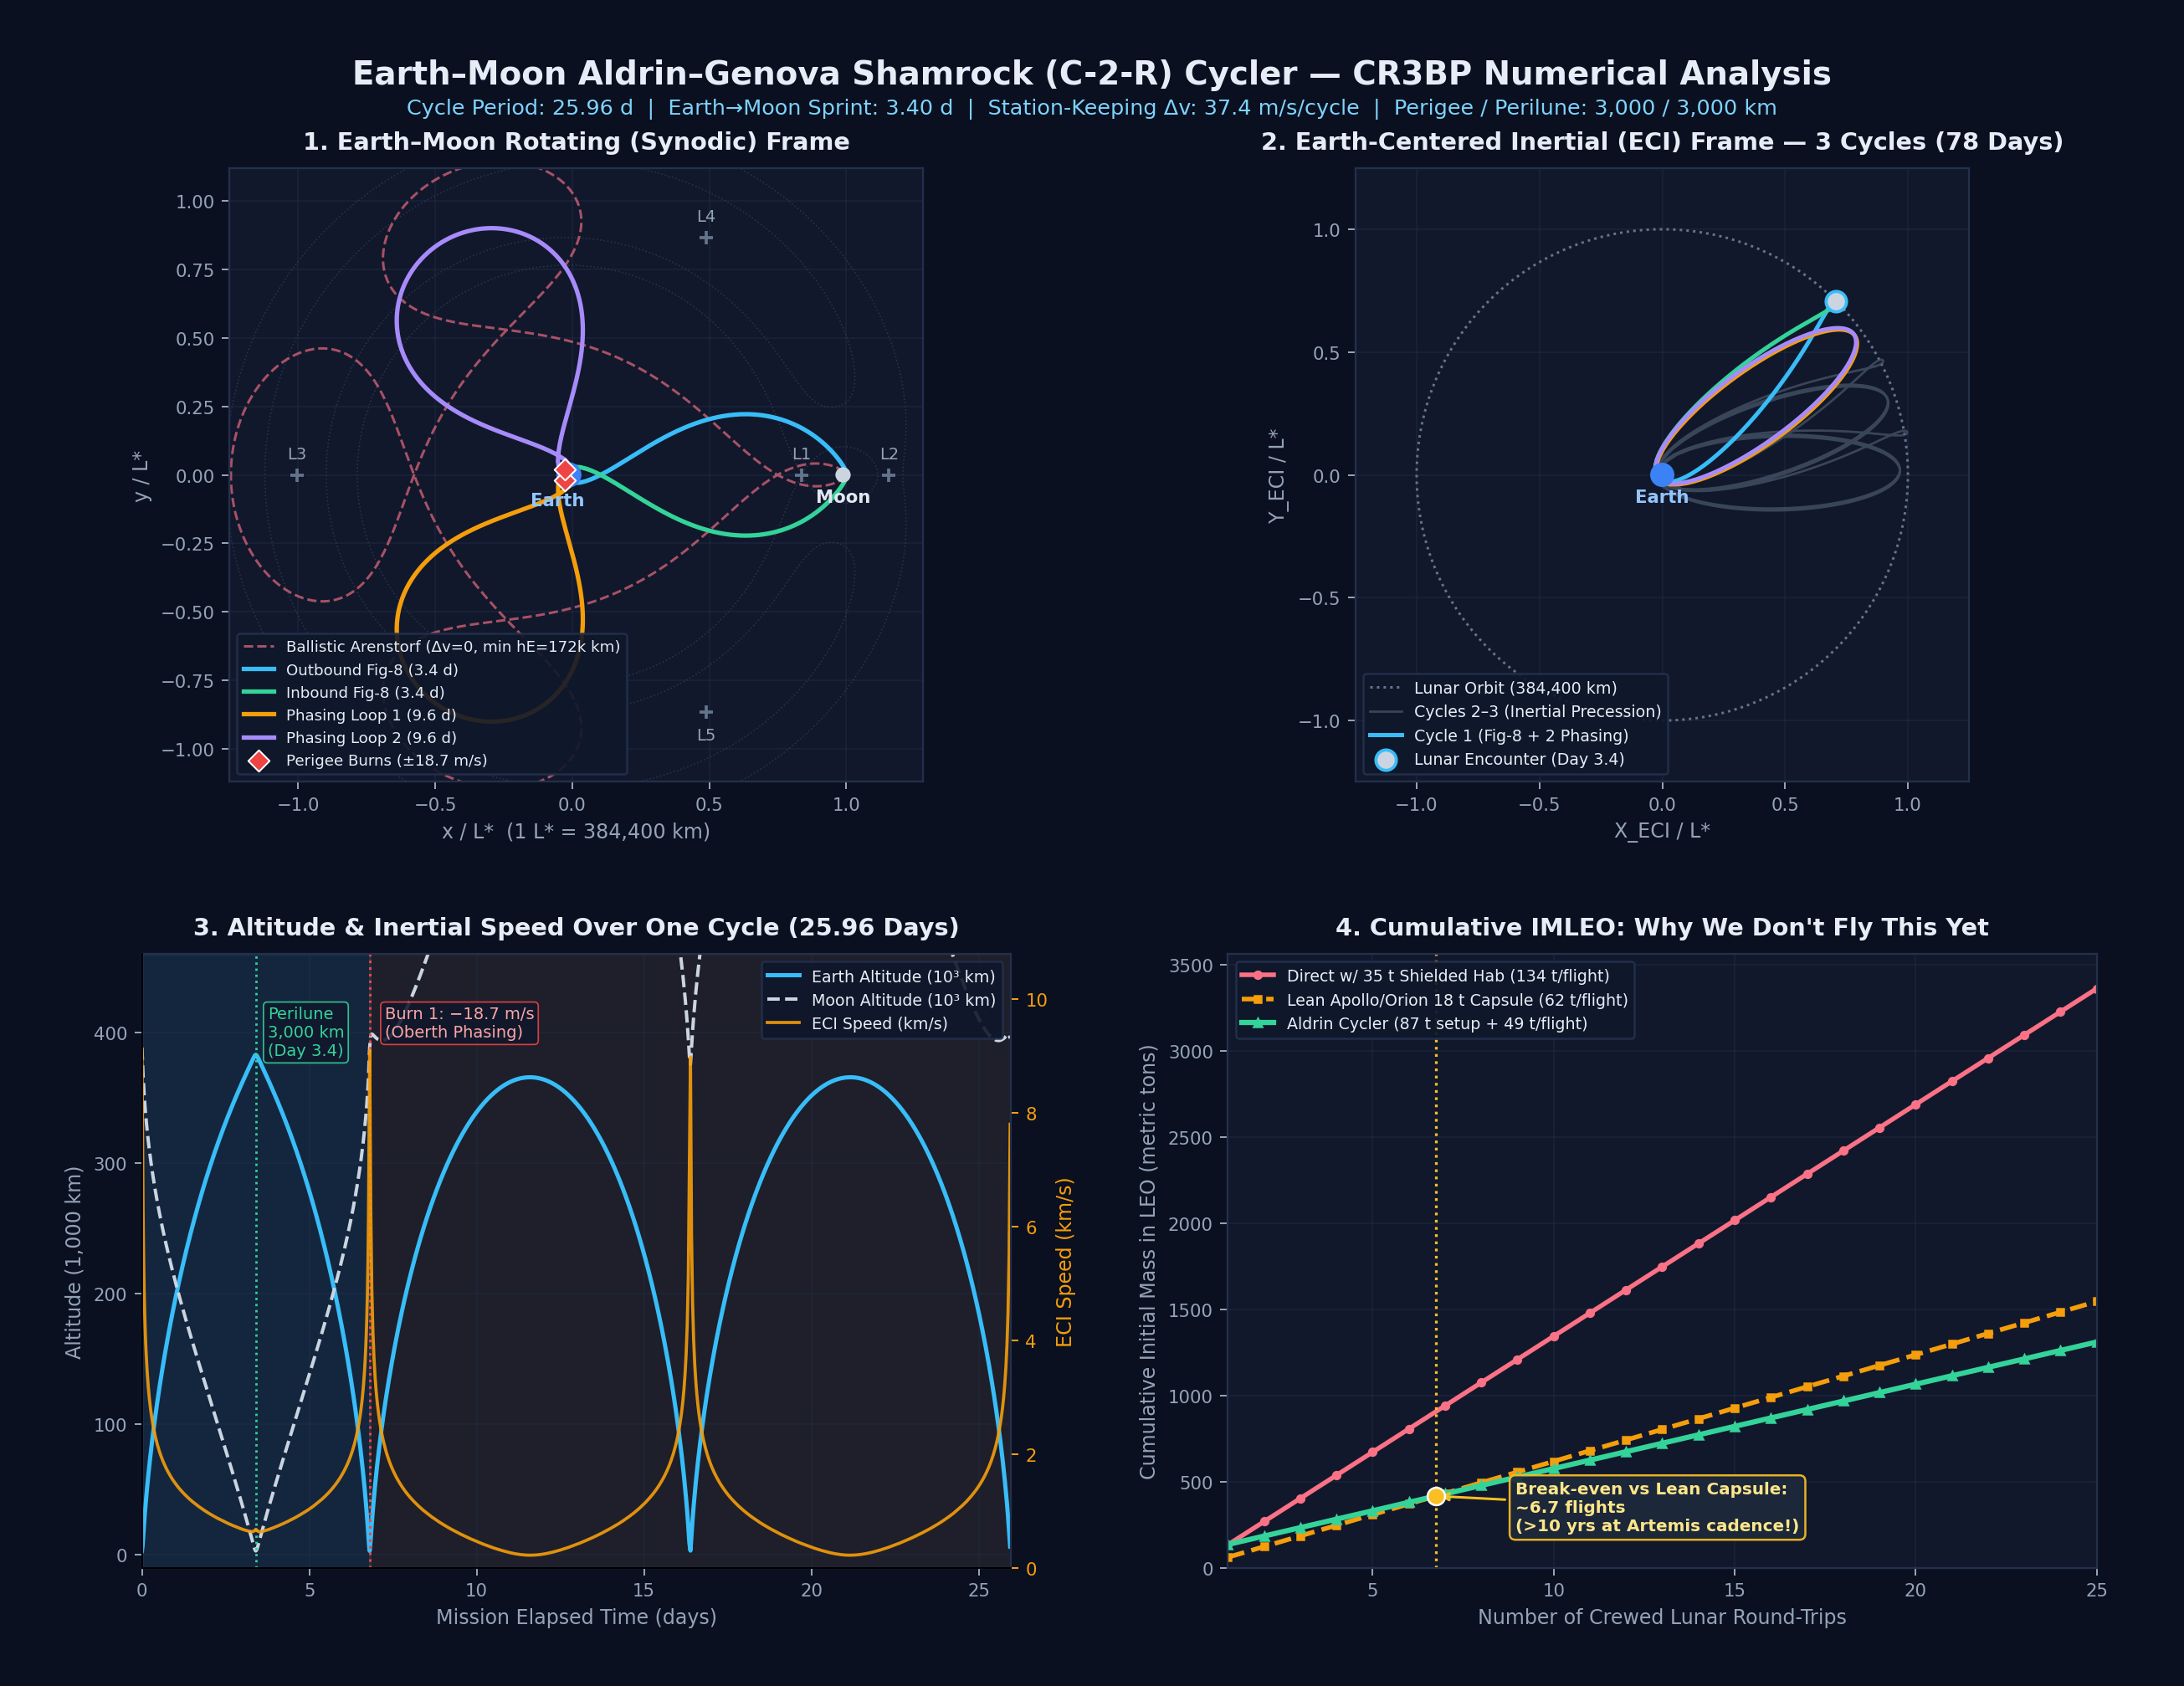 Earth–Moon Aldrin–Genova Shamrock (C-2-R) Cycler — CR3BP Numerical Analysis
Cycle Period: 25.96 d | Earth→Moon Sprint: 3.40 d | Station-Keeping Δv: 37.4 m/s/cycle | Perigee / Perilune: 3,000 / 3,000 km
1. Earth–Moon Rotating (Synodic) Frame
1.00
0.75
0.50
0.25
0.00
−0.25
−0.50
−0.75
−1.00
y / L*
L4
L3
L1
L2
Earth
Moon
L5
Ballistic Arenstorf (Δv=0, min hE=172k km)
Outbound Fig-8 (3.4 d)
Inbound Fig-8 (3.4 d)
Phasing Loop 1 (9.6 d)
Phasing Loop 2 (9.6 d)
Perigee Burns (±18.7 m/s)
−1.0
−0.5
0.0
0.5
1.0
x / L* (1 L* = 384,400 km)
2. Earth-Centered Inertial (ECI) Frame — 3 Cycles (78 Days)
1.0
0.5
0.0
−0.5
−1.0
Y_ECI / L*
Earth
Lunar Orbit (384,400 km)
Cycles 2–3 (Inertial Precession)
Cycle 1 (Fig-8 + 2 Phasing)
Lunar Encounter (Day 3.4)
−1.0
−0.5
0.0
0.5
1.0
X_ECI / L*
3. Altitude & Inertial Speed Over One Cycle (25.96 Days)
400
300
200
100
0
Altitude (1,000 km)
Perilune
3,000 km
(Day 3.4)
Burn 1: −18.7 m/s
(Oberth Phasing)
Earth Altitude (10³ km)
Moon Altitude (10³ km)
ECI Speed (km/s)
10
8
6
4
2
0
ECI Speed (km/s)
0
5
10
15
20
25
Mission Elapsed Time (days)
4. Cumulative IMLEO: Why We Don't Fly This Yet
3500
3000
2500
2000
1500
1000
500
0
Cumulative Initial Mass in LEO (metric tons)
Direct w/ 35 t Shielded Hab (134 t/flight)
Lean Apollo/Orion 18 t Capsule (62 t/flight)
Aldrin Cycler (87 t setup + 49 t/flight)
Break-even vs Lean Capsule:
~6.7 flights
(>10 yrs at Artemis cadence!)
5
10
15
20
25
Number of Crewed Lunar Round-Trips